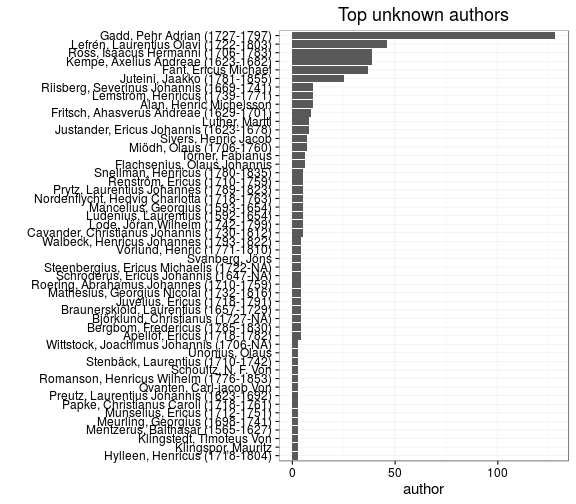 Top unknown authors
Gadd, Pehr Adrian (1727-1797)
Lefrén, Laurentius Olavi (1722-1803)
Ross, Isaacus Hermanni (1706-1783)
Kempe, Axelius Andreae (1623-1682)
Fant, Ericus Michael
Juteini, Jaakko (1781-1855)
Riisberg, Severinus Johannis (1669-1741)
Lemström, Henricus (1739-1771)
Alan, Henric Michelsson
Fritsch, Ahasverus Andreae (1629-1701)
Luther, Martti
Justander, Ericus Johannis (1623-1678)
Sivers, Henric Jacob
Miödh, Olaus (1706-1760)
Törner, Fabianus
Flachsenius, Olaus Johannis
Snellman, Henricus (1780-1835)
Renström, Ericus (1710-1759)
Prytz, Laurentius Johannes (1789-1823)
Nordenflycht, Hedvig Charlotta (1718-1763)
Mancelius, Georgius (1593-1654)
Ludenius, Laurentius (1592-1654)
Lode, Jöran Wilhelm (1742-1799)
Cavander, Christianus Johannis (1730-1812)
Walbeck, Henricus Johannes (1793-1822)
Vörlund, Henric (1771-1810)
Svanberg, Jöns
Steenbergius, Ericus Michaelis (1722-NA)
Schroderus, Ericus Johannis (1647-NA)
Roering, Abrahamus Johannes (1710-1759)
Mathesius, Georgius Nicolai (1732-1816)
Juvelius, Ericus (1718-1791)
Braunerskiöld, Laurentius (1657-1729)
Björklund, Christianus (1727-NA)
Bergbom, Fredericus (1785-1830)
Apellöf, Ericus (1718-1782)
Wittstock, Joachimus Johannis (1706-NA)
Unonius, Olaus
Stenbäck, Laurentius (1710-1742)
Schoultz, N. F. Von
Romanson, Henricus Wilhelm (1776-1853)
Qvanten, Carl-Jacob Von
Preutz, Laurentius Johannis (1623-1692)
Papke, Christianus Caroli (1718-1761)
Munselius, Ericus (1712-1751)
Meurling, Georgius (1698-1741)
Mentzerus, Balthasar (1565-1627)
Klingstedt, Timoteus Von
Klingspor, Mauritz
Hylleen, Henricus (1718-1804)
0 50 100
author